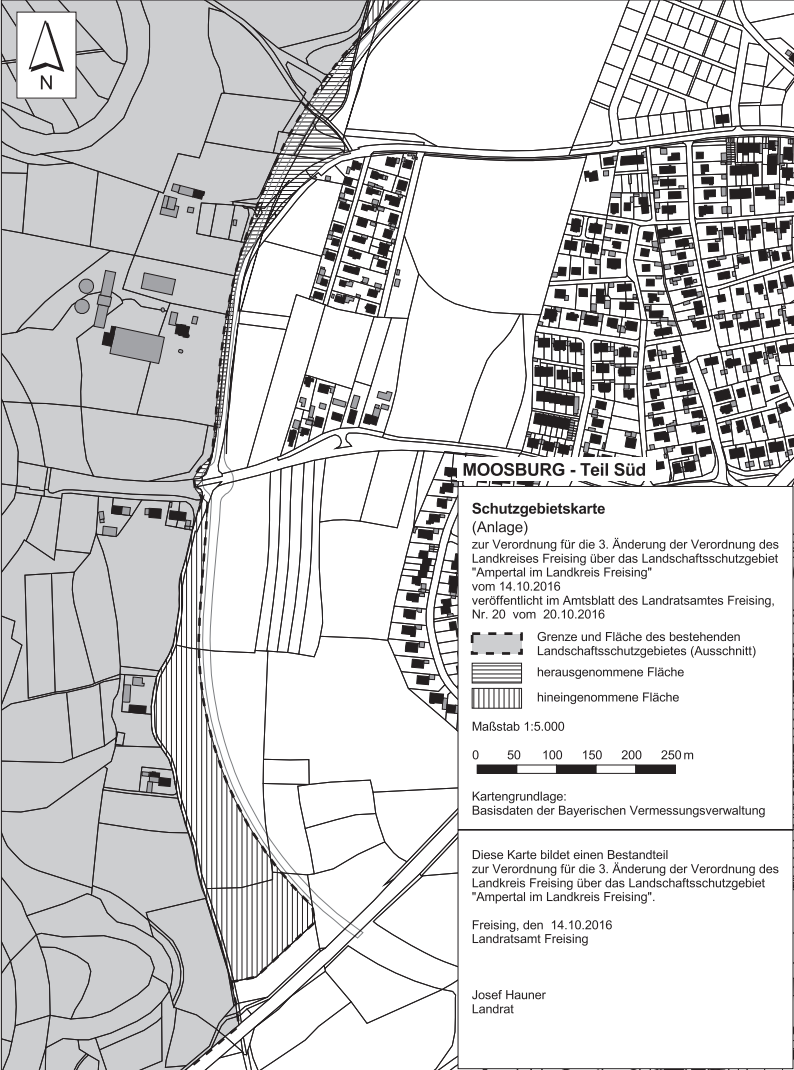 N
MOOSBURG - Teil Süd
Schutzgebietskarte
(Anlage)
zur Verordnung für die 3. Änderung der Verordnung des
Landkreises Freising über das Landschaftsschutzgebiet
"Ampertal im Landkreis Freising"
vom 14.10.2016
veröffentlicht im Amtsblatt des Landratsamtes Freising,
Nr. 20 vom 20.10.2016
Grenze und Fläche des bestehenden
Landschaftsschutzgebietes (Ausschnitt)
herausgenommene Fläche
hineingenommene Fläche
Maßstab 1:5.000
0 50 100 150 200 250 m
Kartengrundlage:
Basisdaten der Bayerischen Vermessungsverwaltung
Diese Karte bildet einen Bestandteil
zur Verordnung für die 3. Änderung der Verordnung des
Landkreis Freising über das Landschaftsschutzgebiet
"Ampertal im Landkreis Freising".
Freising, den 14.10.2016
Landratsamt Freising
Josef Hauner
Landrat